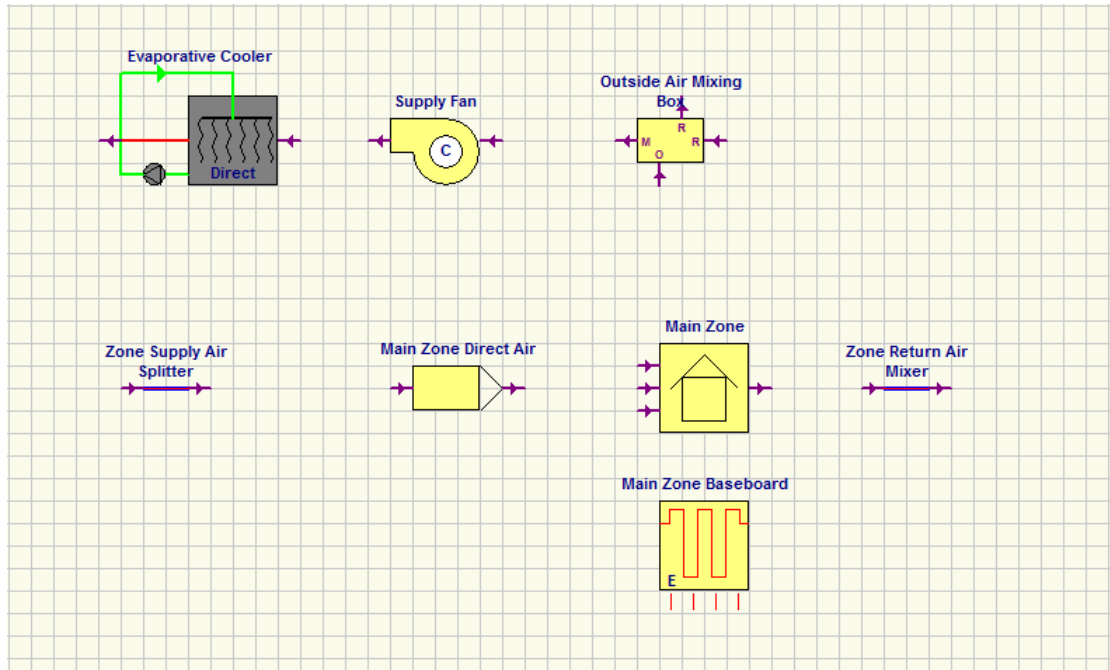 Evaporative Cooler
Direct
Supply Fan
C
Outside Air Mixing
Box
R
M
R
O
Zone Supply Air
Splitter
Main Zone Direct Air
Main Zone
Zone Return Air
Mixer
Main Zone Baseboard
E